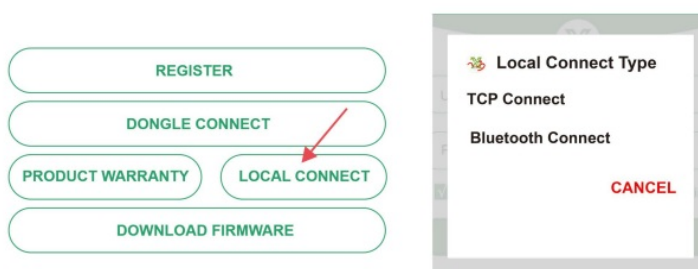 REGISTER
DONGLE CONNECT
PRODUCT WARRANTY
LOCAL CONNECT
DOWNLOAD FIRMWARE
Local Connect Type
TCP Connect
Bluetooth Connect
CANCEL